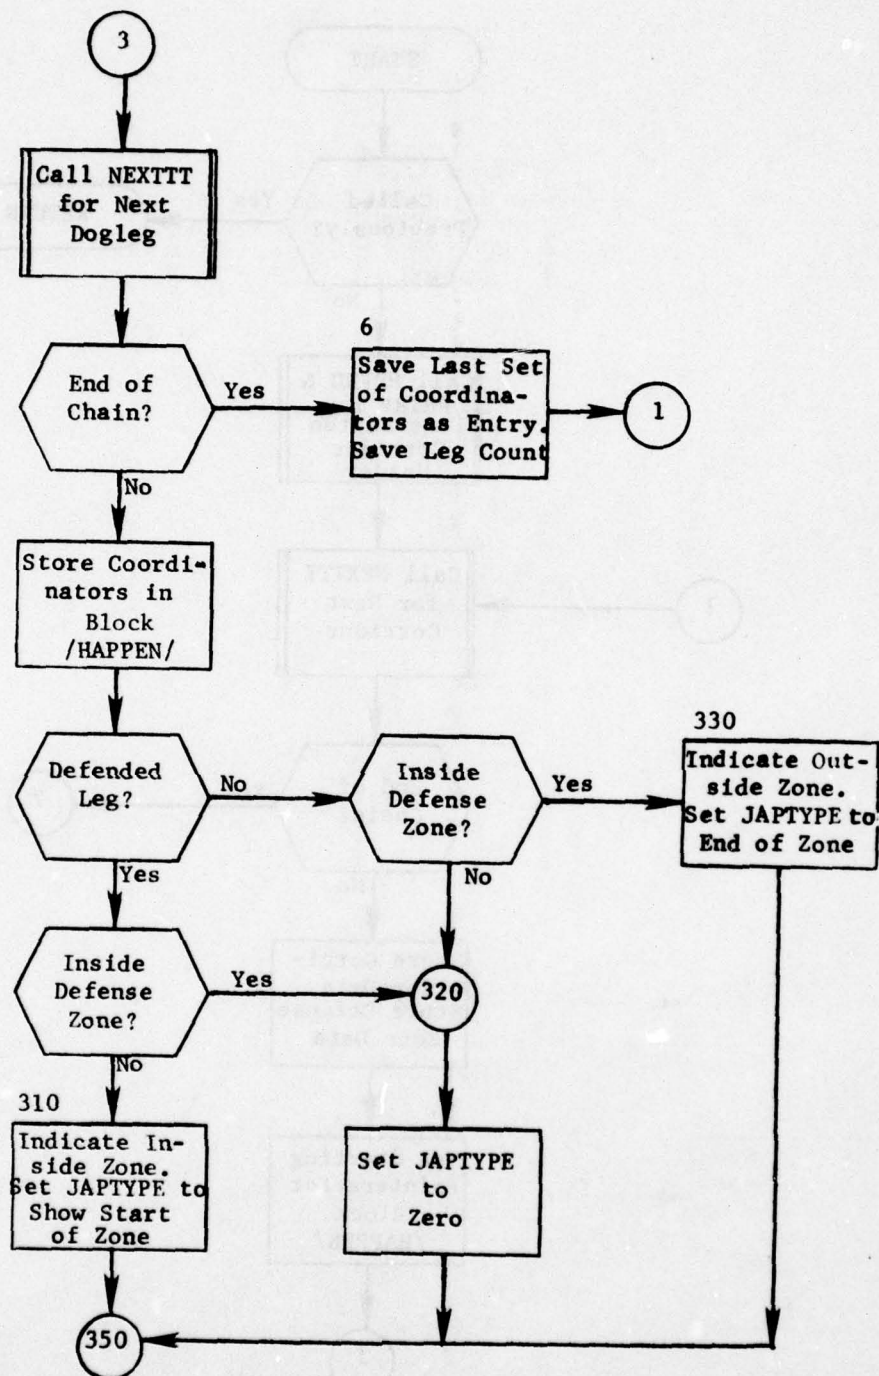 3
Call NEXTTT
for Next
Dogleg
End of
Chain?
Yes
6
Save Last Set
of Coordina-
tors as Entry.
Save Leg Count
1
No
Store Coordi-
nators in
Block
/HAPPEN/
Defended
Leg?
No
Inside
Defense
Zone?
Yes
330
Indicate Out-
side Zone.
Set JAPTYPE to
End of Zone
Yes
No
Inside
Defense
Zone?
Yes
320
No
310
Indicate In-
side Zone.
Set JAPTYPE to
Show Start
of Zone
Set JAPTYPE
to
Zero
350